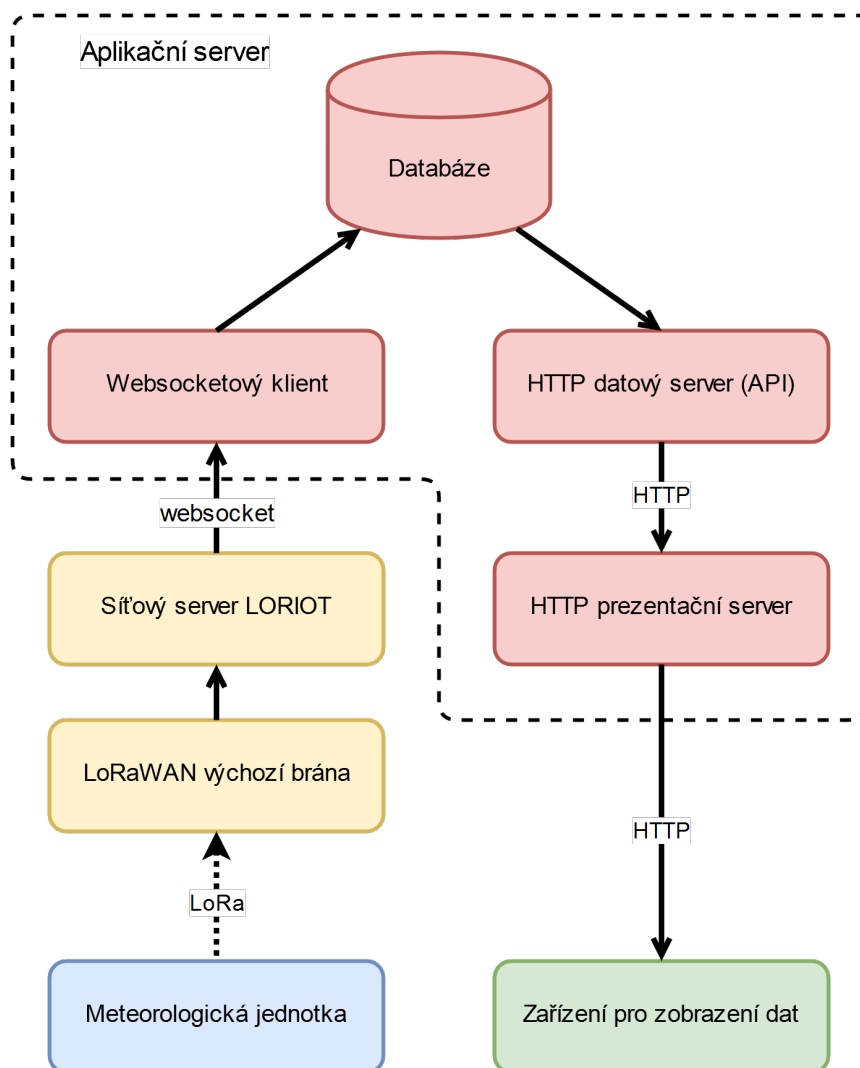 Aplikační server
Databáze
Websocketový klient
HTTP datový server (API)
websocket
HTTP
Síťový server LORIOT
HTTP prezentační server
LoRaWAN výchozí brána
HTTP
LoRa
Meteorologická jednotka
Zařízení pro zobrazení dat